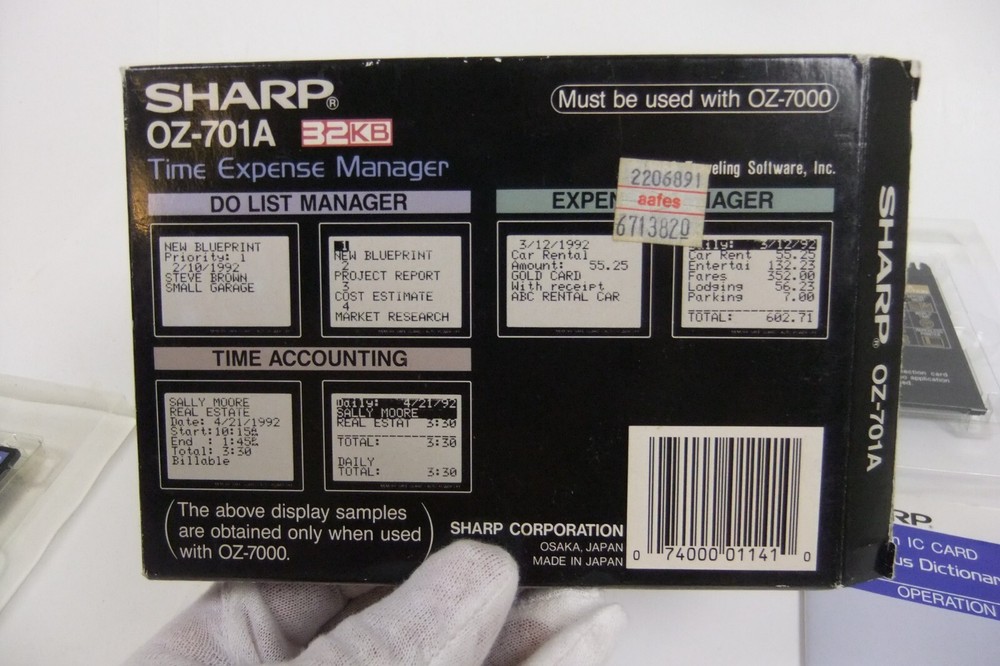 SHARP®
OZ-701A 32KB
Time Expense Manager
Must be used with OZ-7000
Software, Inc.
2206891
aafes
6713820
DO LIST MANAGER
NEW BLUEPRINT
Priority: 1
2/10/1992
STEVE BROWN
SMALL GARAGE
1
NEW BLUEPRINT
2
PROJECT REPORT
3
COST ESTIMATE
4
MARKET RESEARCH
3/12/1992
Car Rental
Amount: 55.25
GOLD CARD
With receipt
ABC RENTAL CAR
3/12/92
Car Rent 55.25
Entertai 132.23
Fares 352.00
Lodging 56.23
Parking 7.00
TOTAL: 602.71
TIME ACCOUNTING
SALLY MOORE
REAL ESTATE
Date: 4/21/1992
Start:10:15A
End : 1:45P
Total: 3:30
Billable
Daily: 4/21/92
SALLY MOORE
REAL ESTAT 3:30
TOTAL: 3:30
DAILY
TOTAL: 3:30
(The above display samples
are obtained only when used
with OZ-7000.)
SHARP CORPORATION
OSAKA, JAPAN
MADE IN JAPAN
0 74000 01141 0
SHARP® OZ-701A
IC CARD
OPERATION